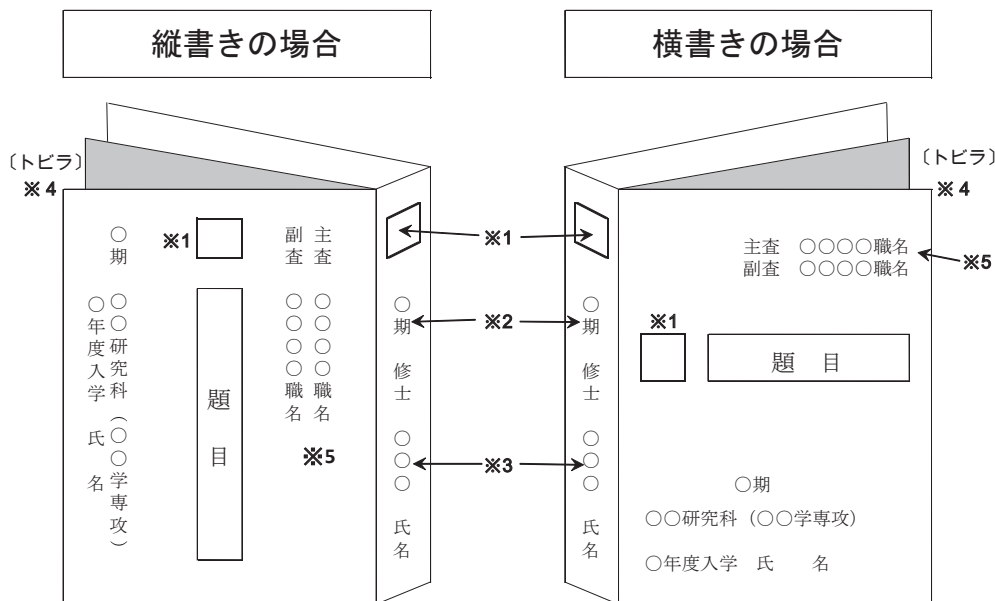 縦書きの場合
〔トビラ〕
※4
主査 ○○○○職名
副査 ○○○○職名
※5
※1
題目
○期
○○研究科(○○学専攻)
○年度入学 氏 名
○期 修士 ○○○ 氏名
※1
※2
※3
横書きの場合
〔トビラ〕
※4
○期 修士 ○○○ 氏名
主査 ○○○○職名
副査 ○○○○職名
※5
※1
題 目
○期
○○研究科(○○学専攻)
○年度入学 氏 名